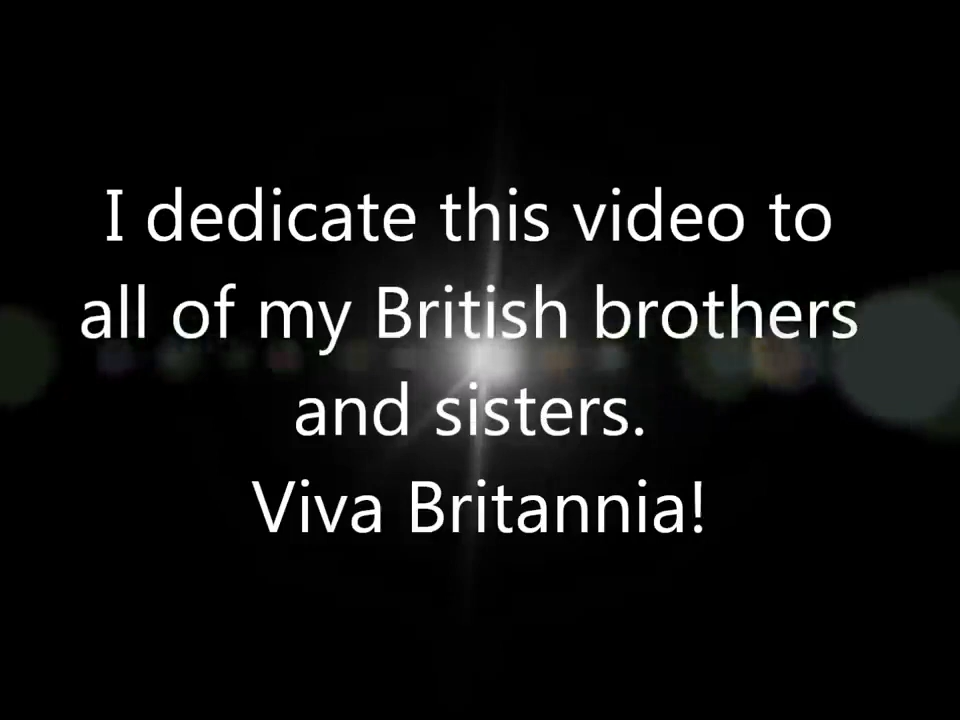 I dedicate this video to
all of my British brothers
and sisters.
Viva Britannia!